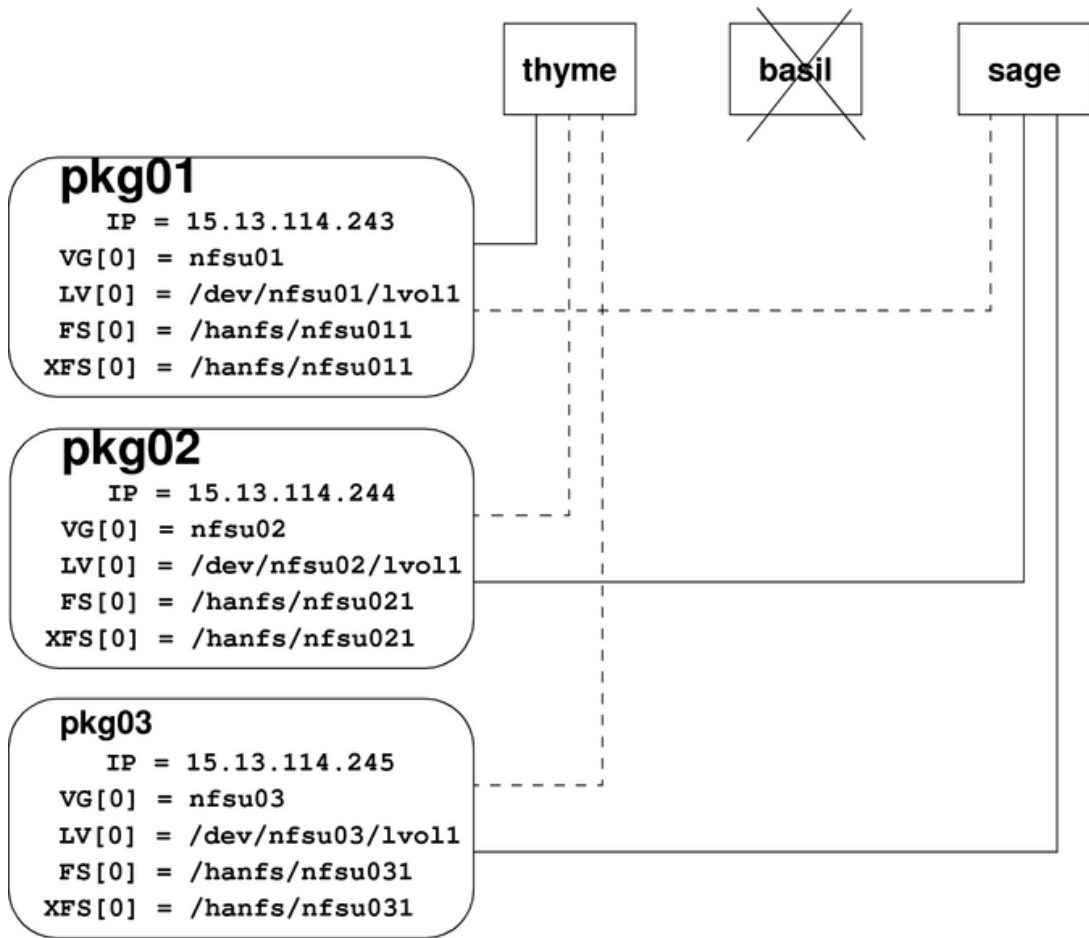 thyme
basil
sage
pkg01
IP = 15.13.114.243
VG[0] = nfsu01
LV[0] = /dev/nfsu01/lvol1
FS[0] = /hanfs/nfsu011
XFS[0] = /hanfs/nfsu011
pkg02
IP = 15.13.114.244
VG[0] = nfsu02
LV[0] = /dev/nfsu02/lvol1
FS[0] = /hanfs/nfsu021
XFS[0] = /hanfs/nfsu021
pkg03
IP = 15.13.114.245
VG[0] = nfsu03
LV[0] = /dev/nfsu03/lvol1
FS[0] = /hanfs/nfsu031
XFS[0] = /hanfs/nfsu031